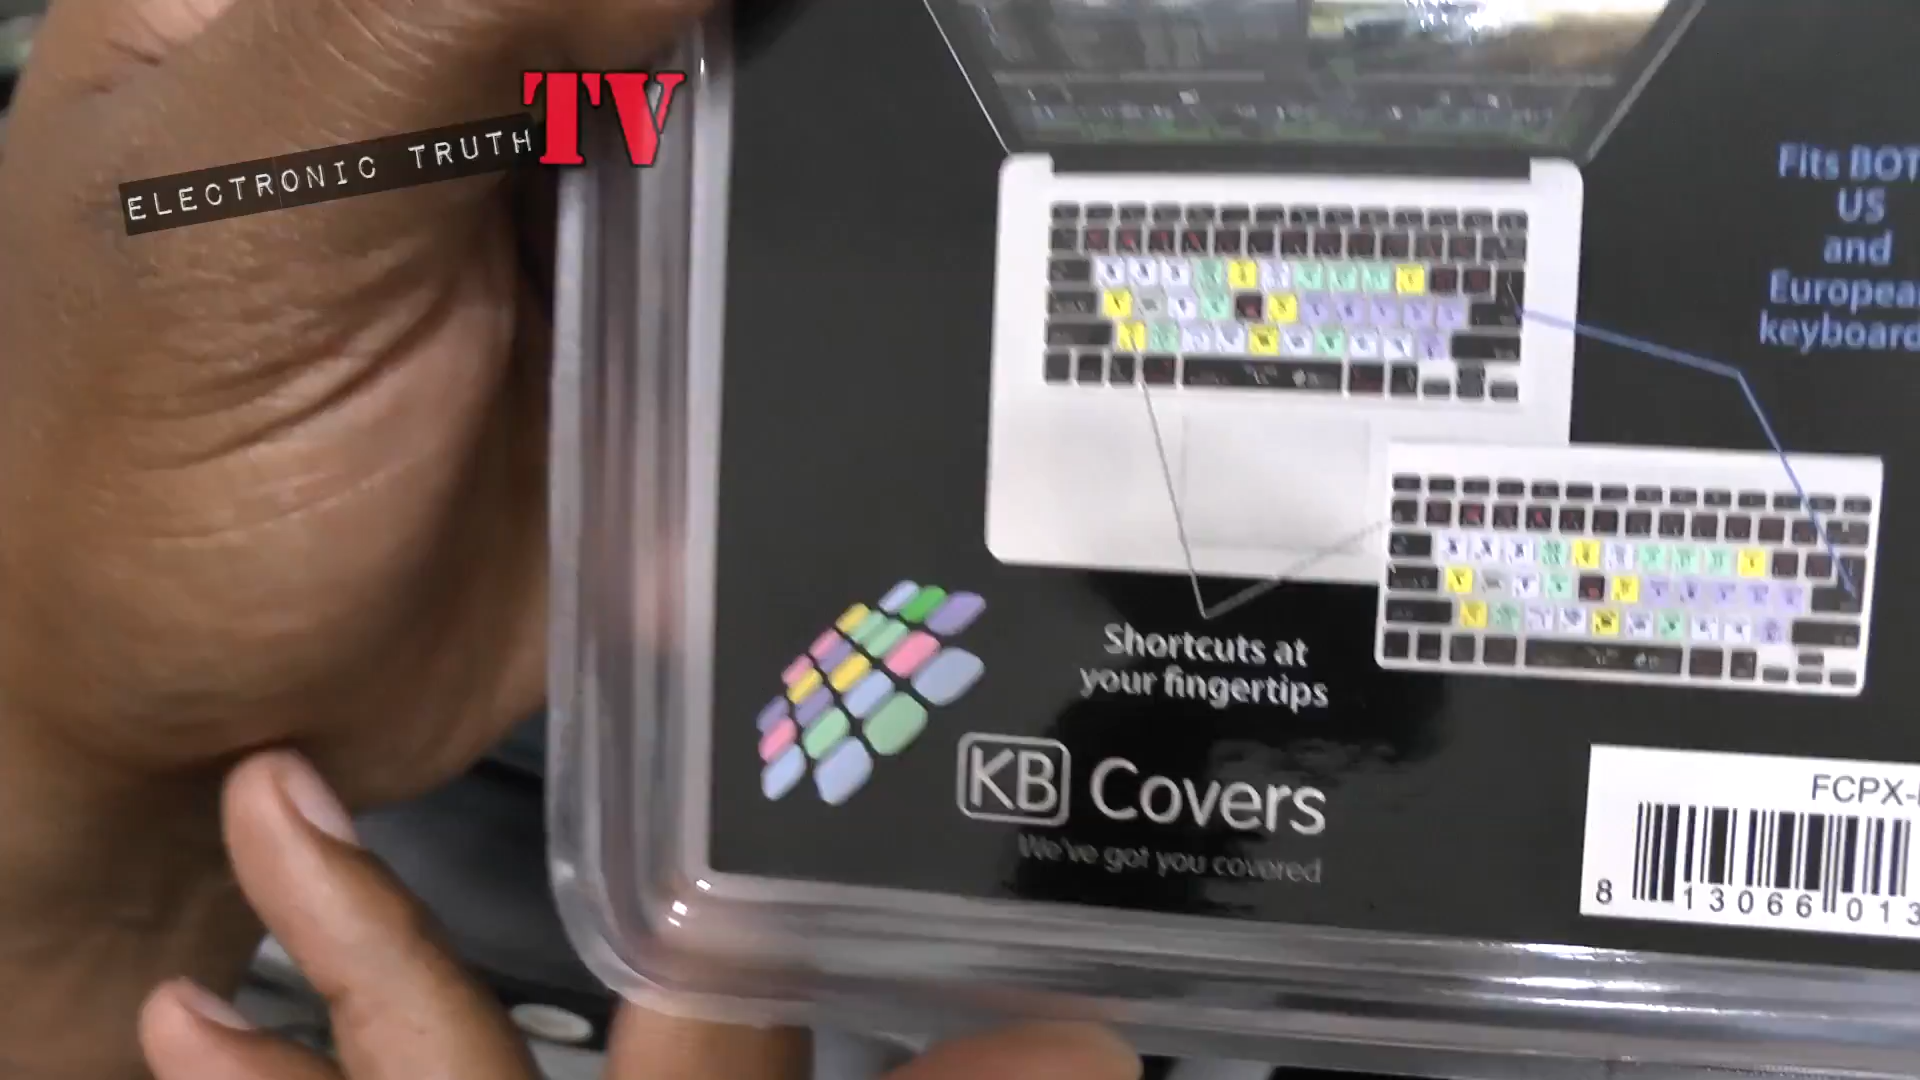 ELECTRONIC TRUTH TV
Fits BOT
US
and
Europea
keyboard
Shortcuts at
your fingertips
KB Covers
We've got you covered
FCPX-
8 13066 013